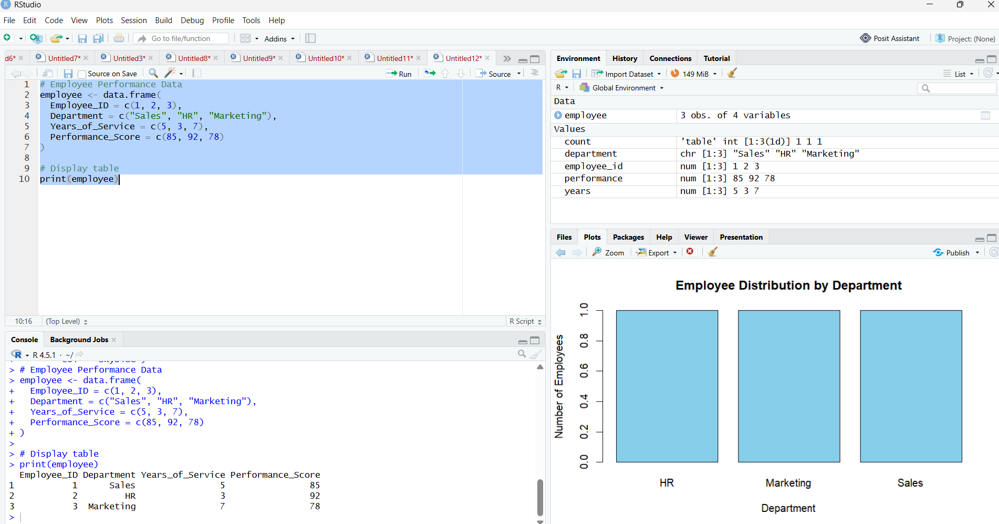 RStudio
File Edit Code View Plots Session Build Debug Profile Tools Help
Go to file/function Addins Posit Assistant Project: (None)
d6* Untitled7* Untitled3* Untitled8* Untitled9* Untitled10* Untitled11* Untitled12*
Source on Save Run Source
1 # Employee Performance Data
2 employee <- data.frame(
3   Employee_ID = c(1, 2, 3),
4   Department = c("Sales", "HR", "Marketing"),
5   Years_of_Service = c(5, 3, 7),
6   Performance_Score = c(85, 92, 78)
7 )
8
9 # Display table
10 print(employee)
10:16 (Top Level) R Script
Console Background Jobs
R 4.5.1 · ~/
> # Employee Performance Data
> employee <- data.frame(
+   Employee_ID = c(1, 2, 3),
+   Department = c("Sales", "HR", "Marketing"),
+   Years_of_Service = c(5, 3, 7),
+   Performance_Score = c(85, 92, 78)
+ )
>
> # Display table
> print(employee)
  Employee_ID Department Years_of_Service Performance_Score
1           1      Sales                5                85
2           2         HR                3                92
3           3  Marketing                7                78
>
Environment History Connections Tutorial
Import Dataset 149 MiB List
R Global Environment
Data
employee 3 obs. of 4 variables
Values
count 'table' int [1:3(1d)] 1 1 1
department chr [1:3] "Sales" "HR" "Marketing"
employee_id num [1:3] 1 2 3
performance num [1:3] 85 92 78
years num [1:3] 5 3 7
Files Plots Packages Help Viewer Presentation
Zoom Export Publish
Employee Distribution by Department
Number of Employees
1.0
0.8
0.6
0.4
0.2
0.0
HR Marketing Sales
Department